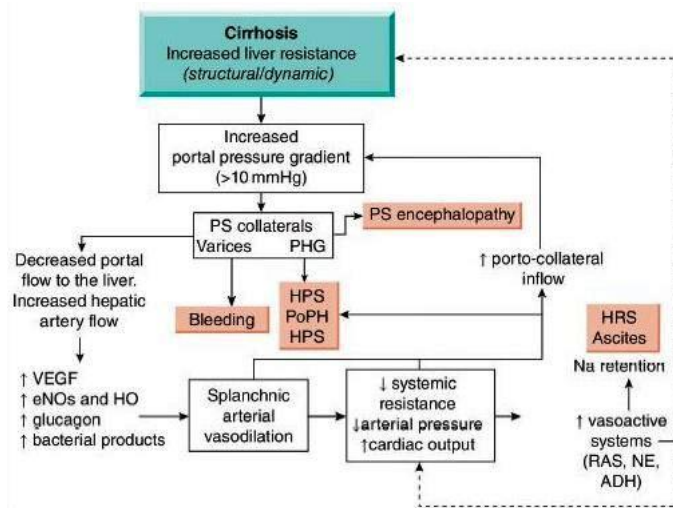 Cirrhosis
Increased liver resistance
(structural/dynamic)
Increased
portal pressure gradient
(>10 mmHg)
PS collaterals
Varices PHG
PS encephalopathy
Decreased portal
flow to the liver.
Increased hepatic
artery flow
Bleeding
HPS
PoPH
HPS
↑ porto-collateral
inflow
HRS
Ascites
Na retention
↑ VEGF
↑ eNOs and HO
↑ glucagon
↑ bacterial products
Splanchnic
arterial
vasodilation
↓ systemic
resistance
↓arterial pressure
↑cardiac output
↑ vasoactive
systems
(RAS, NE,
ADH)